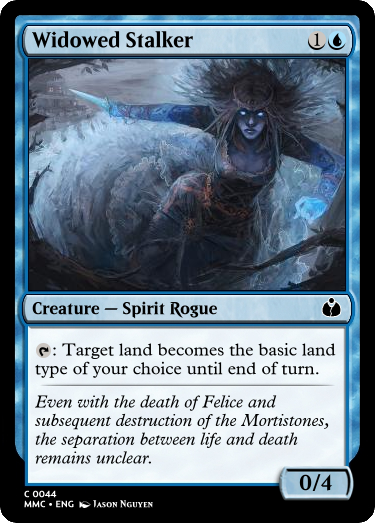 Widowed Stalker 1
Creature — Spirit Rogue
: Target land becomes the basic land
type of your choice until end of turn.
Even with the death of Felice and
subsequent destruction of the Mortistones,
the separation between life and death
remains unclear.
0/4
C 0044
MMC • ENG Jason Nguyen